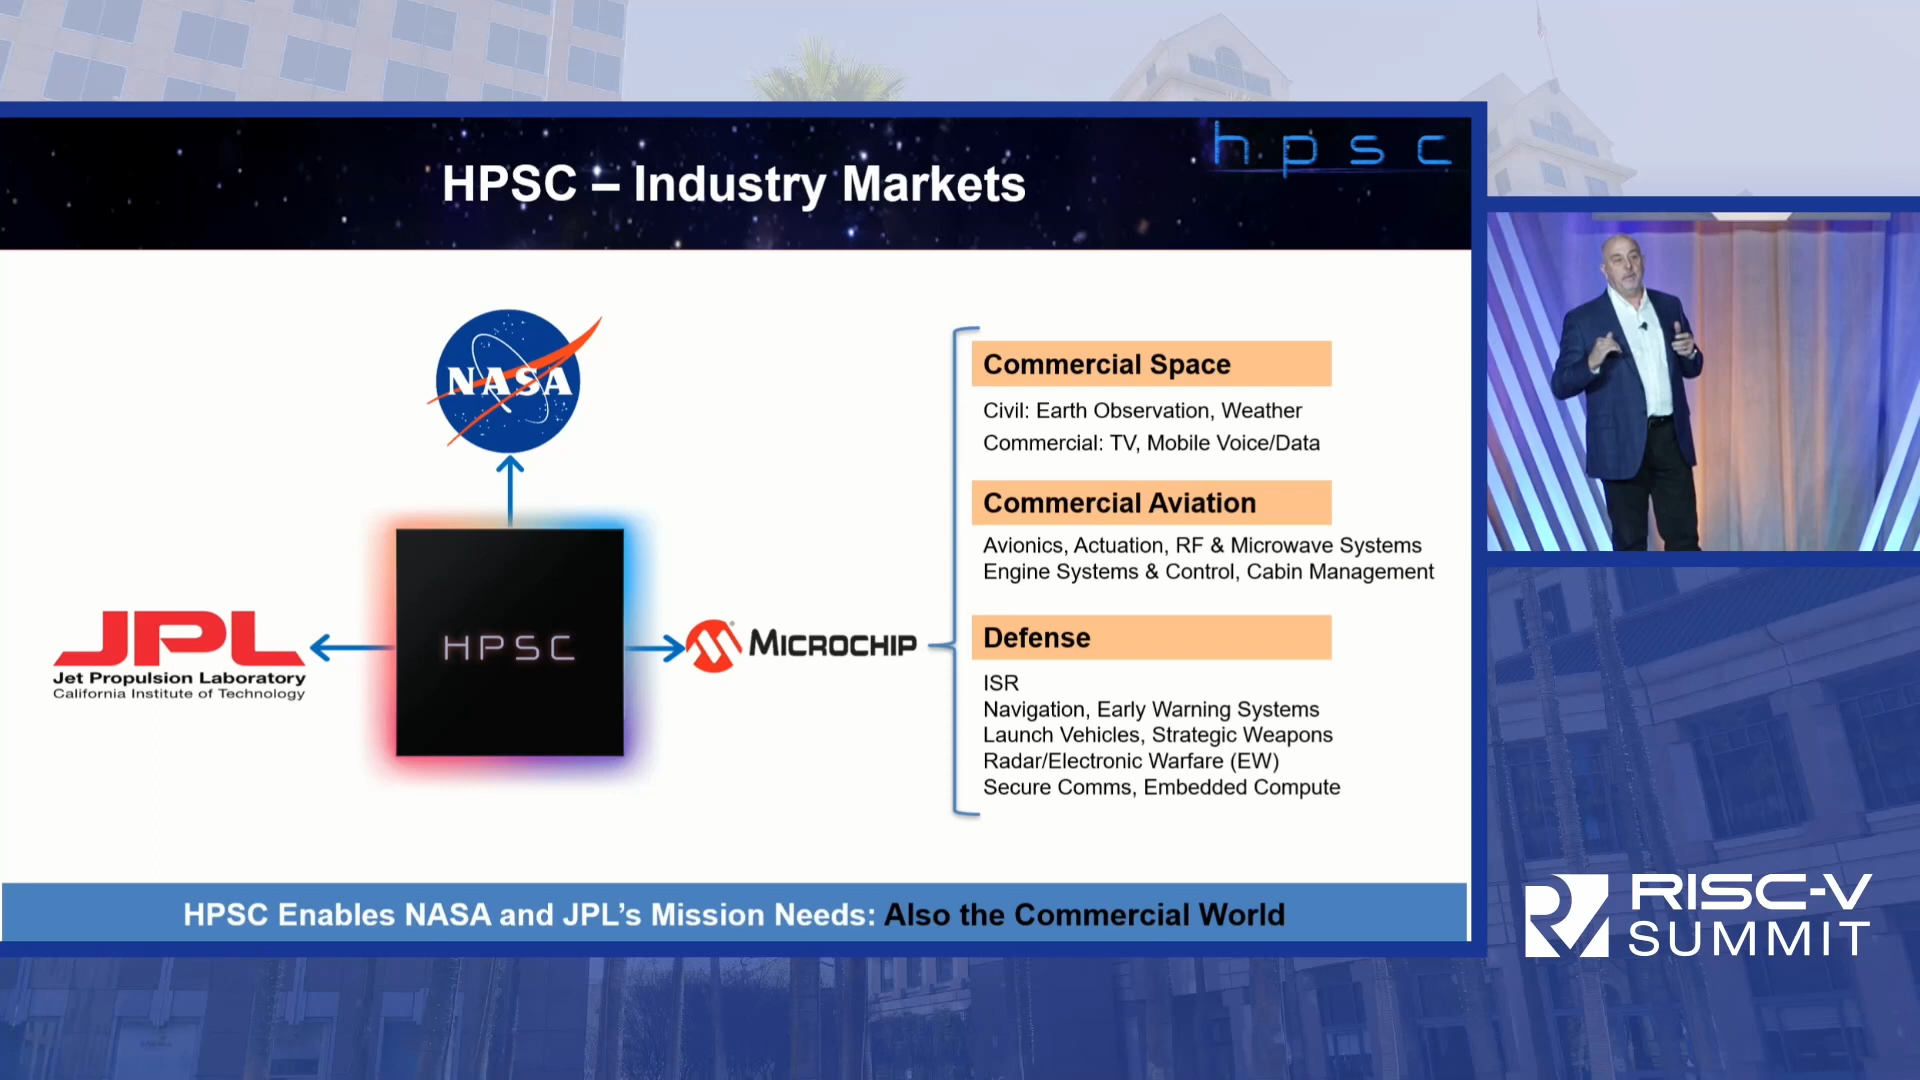 hpsc
HPSC – Industry Markets
NASA
Commercial Space
Civil: Earth Observation, Weather
Commercial: TV, Mobile Voice/Data
Commercial Aviation
Avionics, Actuation, RF & Microwave Systems
Engine Systems & Control, Cabin Management
JPL
Jet Propulsion Laboratory
California Institute of Technology
HPSC
MICROCHIP
Defense
ISR
Navigation, Early Warning Systems
Launch Vehicles, Strategic Weapons
Radar/Electronic Warfare (EW)
Secure Comms, Embedded Compute
HPSC Enables NASA and JPL's Mission Needs: Also the Commercial World
RISC-V
SUMMIT